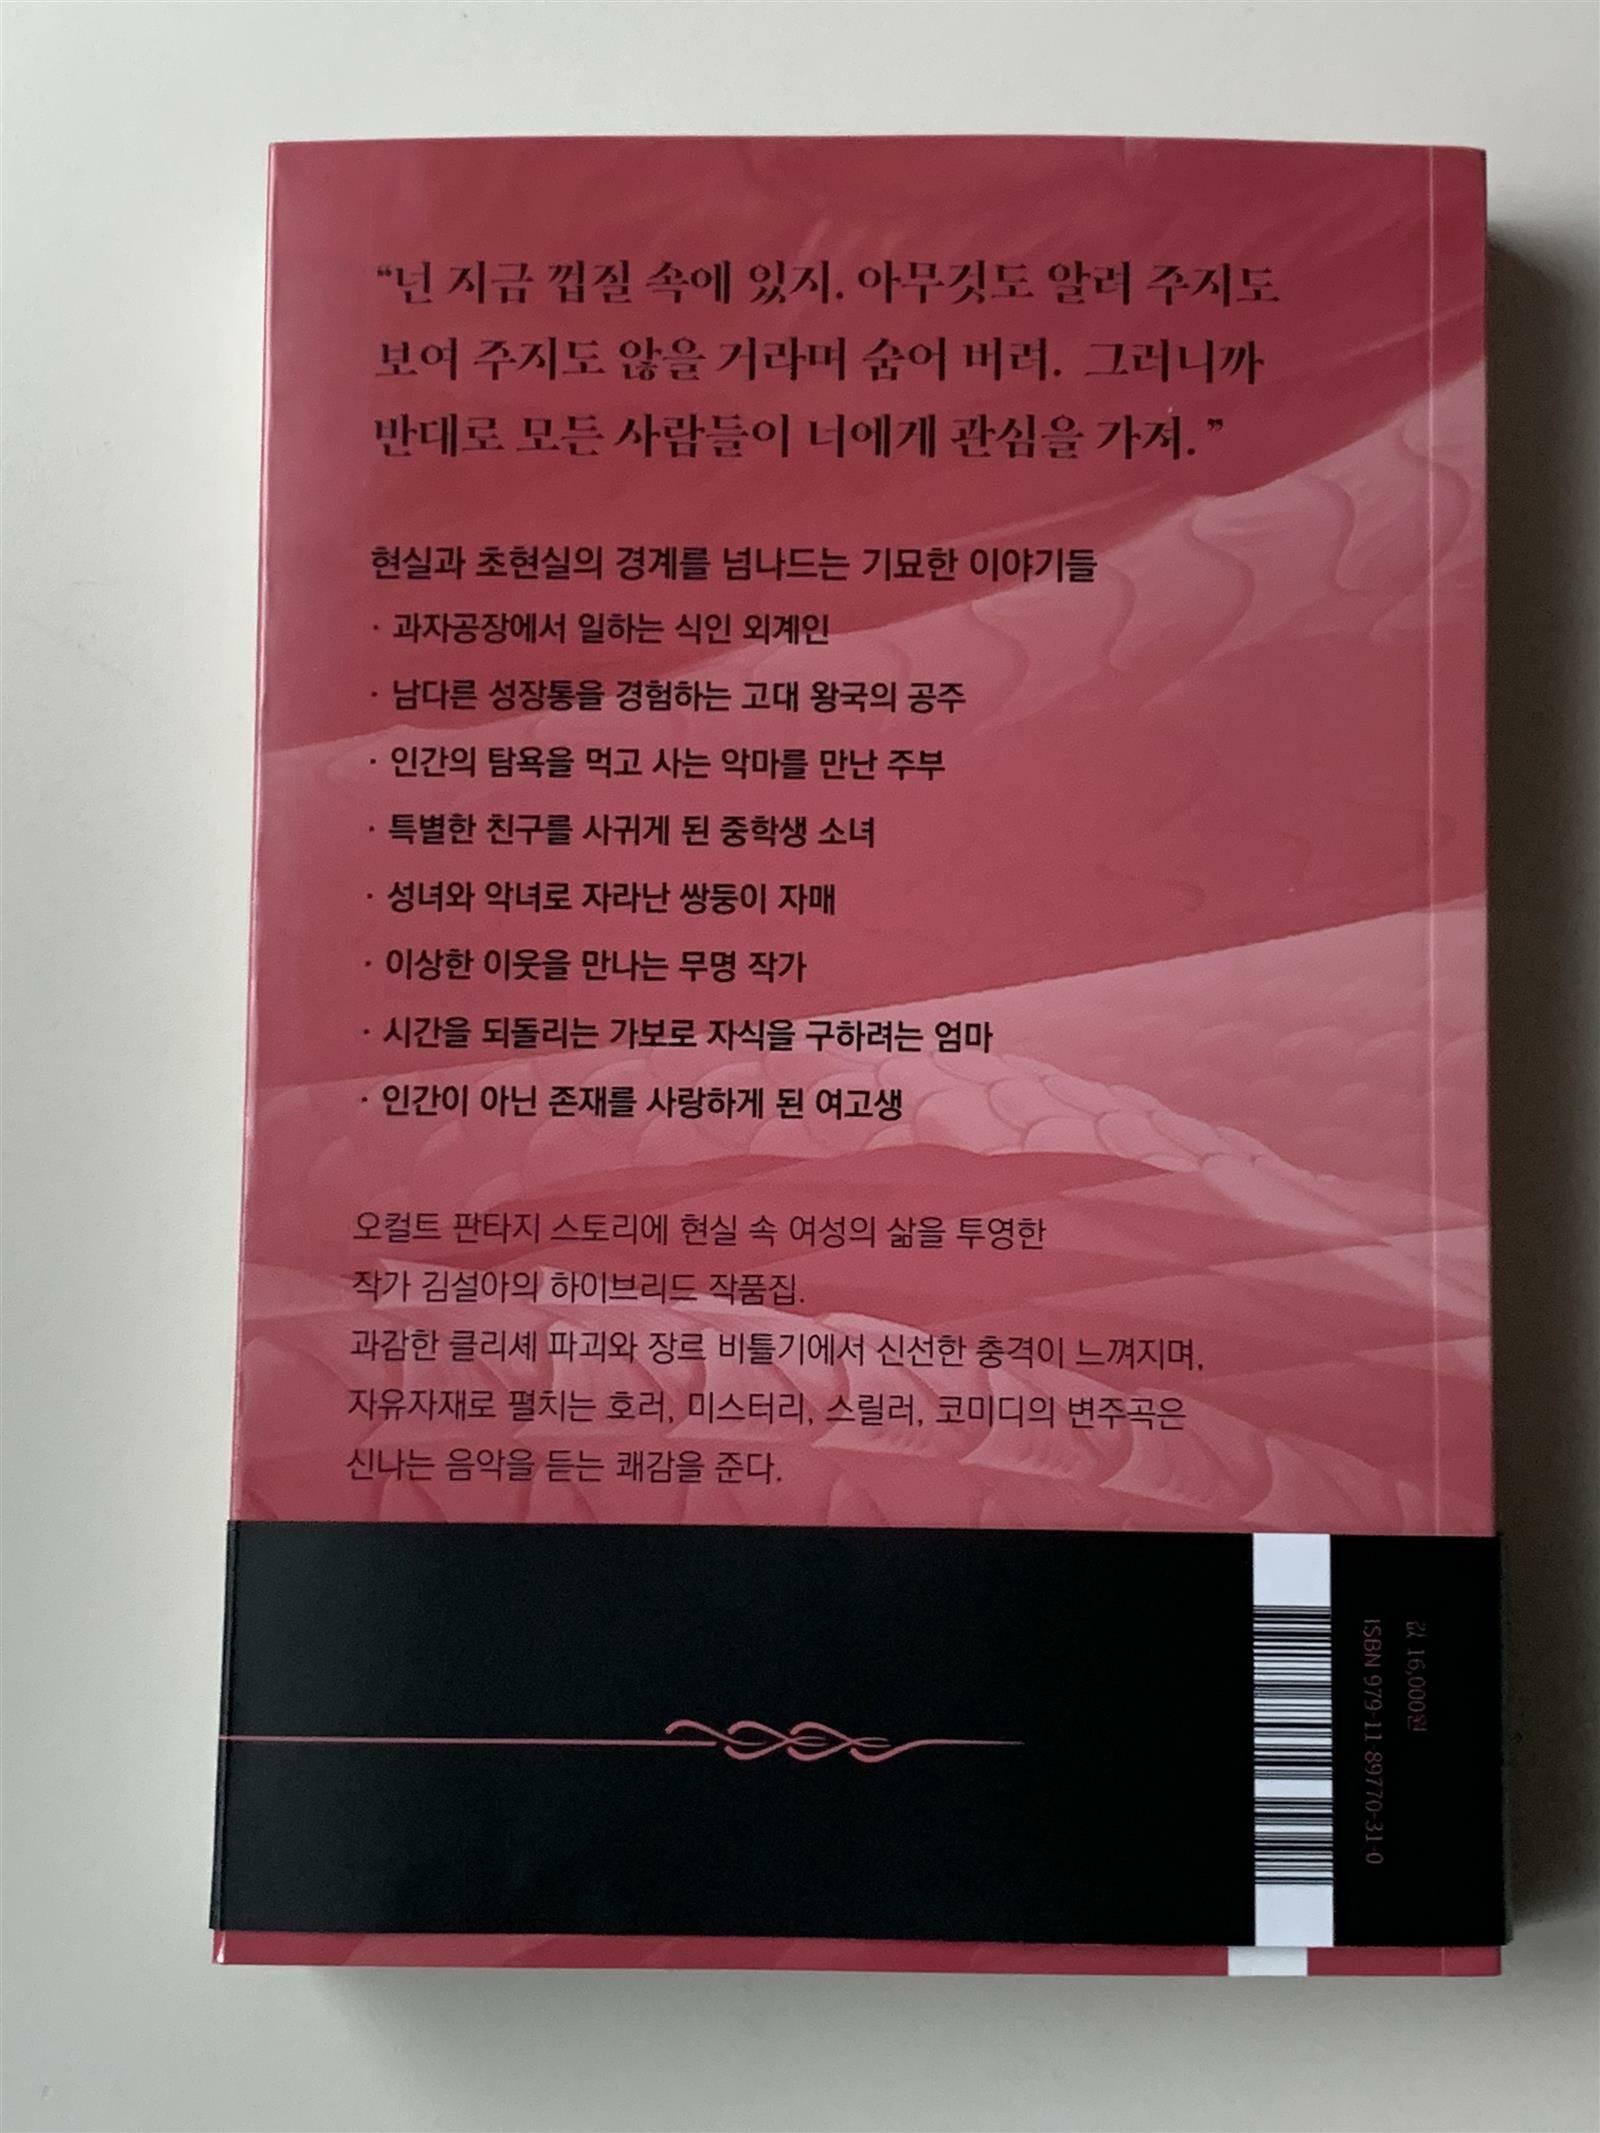 “넌 지금 껍질 속에 있지. 아무것도 알려 주지도
보여 주지도 않을 거라며 숨어 버려. 그러니까
반대로 모든 사람들이 너에게 관심을 가져.”
현실과 초현실의 경계를 넘나드는 기묘한 이야기들
· 과자공장에서 일하는 식인 외계인
· 남다른 성장통을 경험하는 고대 왕국의 공주
· 인간의 탐욕을 먹고 사는 악마를 만난 주부
· 특별한 친구를 사귀게 된 중학생 소녀
· 성녀와 악녀로 자라난 쌍둥이 자매
· 이상한 이웃을 만나는 무명 작가
· 시간을 되돌리는 가보로 자식을 구하려는 엄마
· 인간이 아닌 존재를 사랑하게 된 여고생
오컬트 판타지 스토리에 현실 속 여성의 삶을 투영한
작가 김설아의 하이브리드 작품집.
과감한 클리셰 파괴와 장르 비틀기에서 신선한 충격이 느껴지며,
자유자재로 펼치는 호러, 미스터리, 스릴러, 코미디의 변주곡은
신나는 음악을 듣는 쾌감을 준다.
값 16,000원
ISBN 979-11-89770-31-0